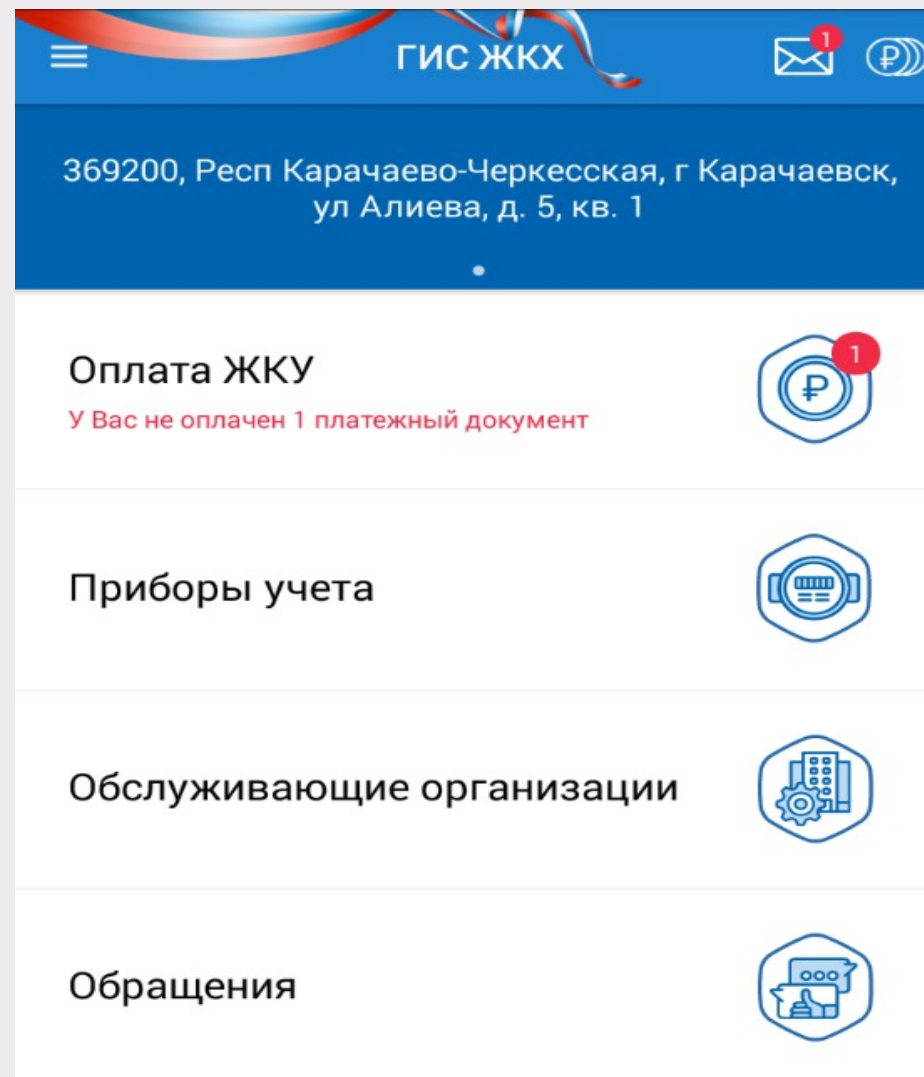 ГИС ЖКХ
1
369200, Респ Карачаево-Черкесская, г Карачаевск,
ул Алиева, д. 5, кв. 1
Оплата ЖКУ
1
У Вас не оплачен 1 платежный документ
Приборы учета
Обслуживающие организации
Обращения